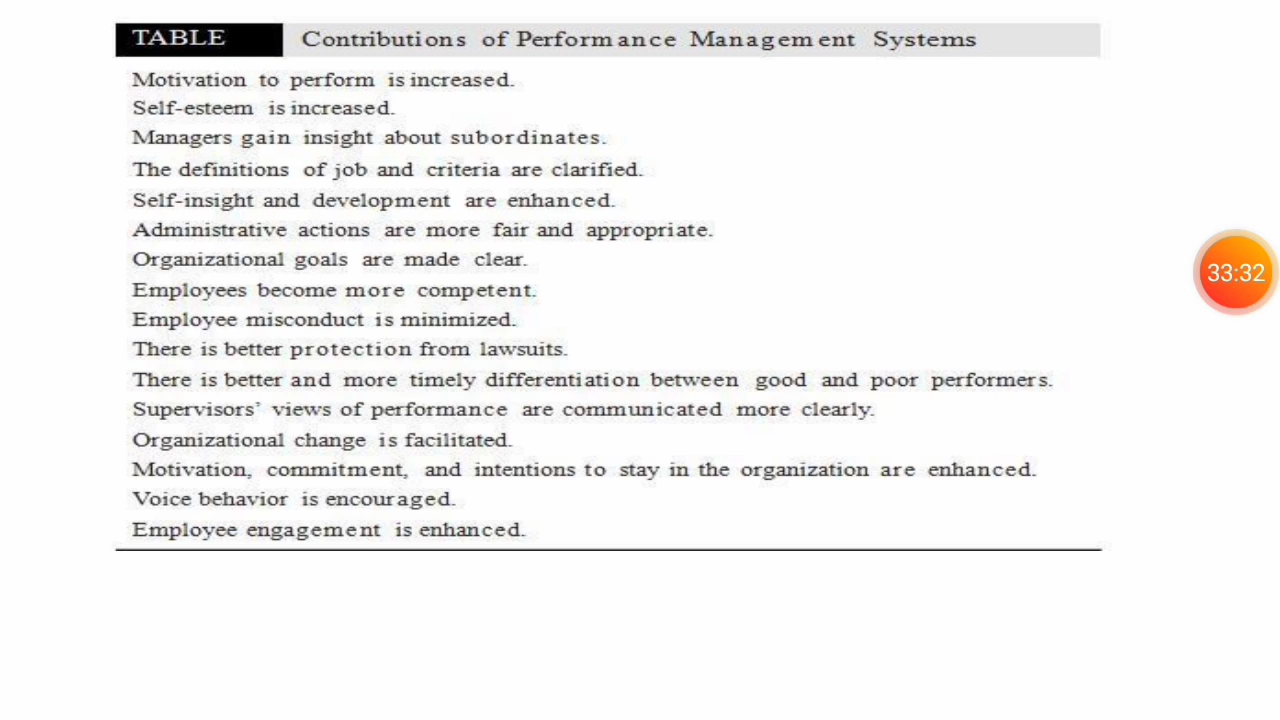 TABLE Contributions of Performance Management Systems
Motivation to perform is increased.
Self-esteem is increased.
Managers gain insight about subordinates.
The definitions of job and criteria are clarified.
Self-insight and development are enhanced.
Administrative actions are more fair and appropriate.
Organizational goals are made clear.
Employees become more competent.
Employee misconduct is minimized.
There is better protection from lawsuits.
There is better and more timely differentiation between good and poor performers.
Supervisors' views of performance are communicated more clearly.
Organizational change is facilitated.
Motivation, commitment, and intentions to stay in the organization are enhanced.
Voice behavior is encouraged.
Employee engagement is enhanced.
33:32